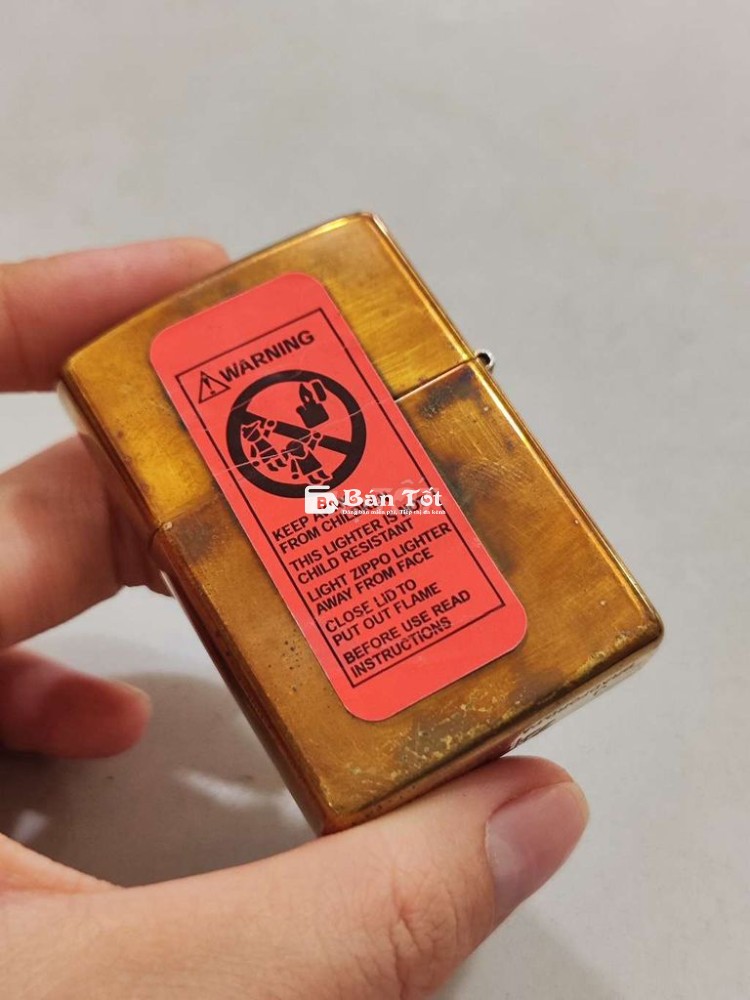 WARNING
Bán Tốt
KEEP
FROM
THIS LIGHTER IS
CHILD RESISTANT
LIGHT ZIPPO LIGHTER
AWAY FROM FACE
CLOSE LID TO
PUT OUT FLAME
BEFORE USE READ
INSTRUCTIONS